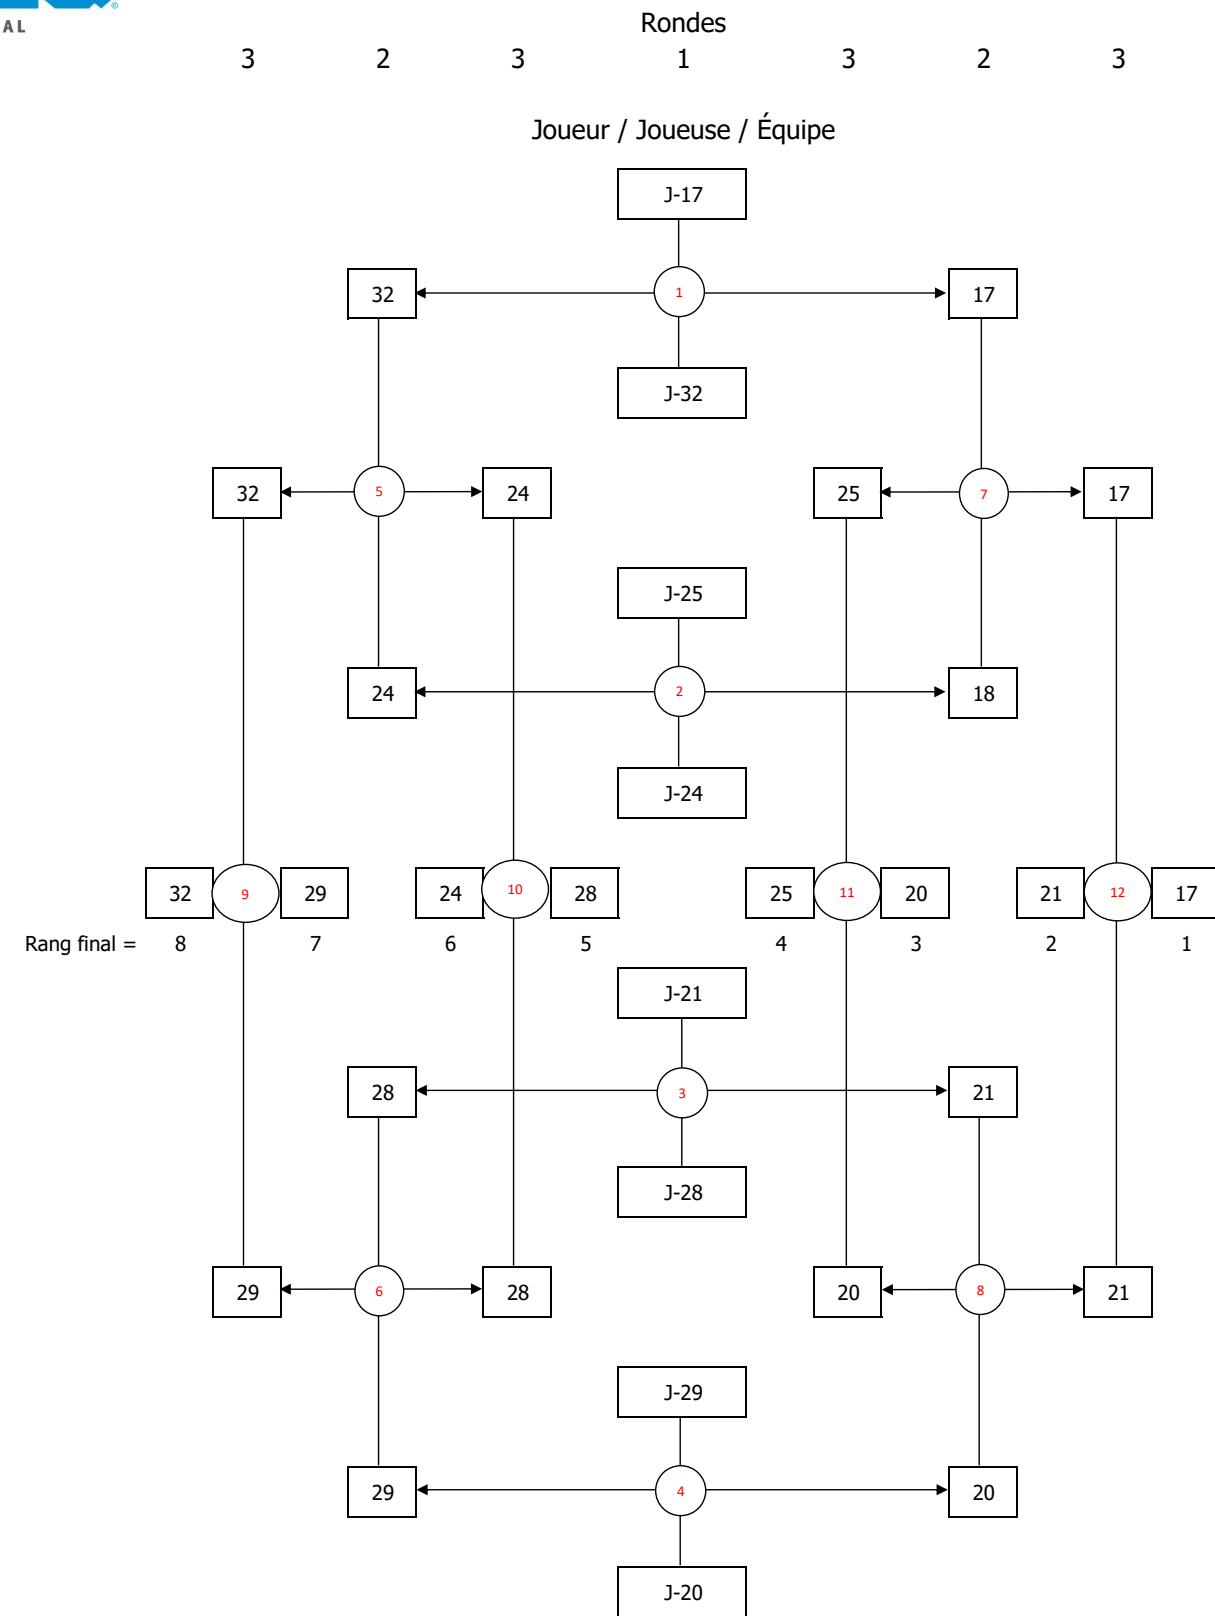 AL
Rondes
3 2 3 1 3 2 3
Joueur / Joueuse / Équipe
J-17
32 1 17
J-32
32 5 24 25 7 17
J-25
24 2 18
J-24
32 9 29 24 10 28 25 11 20 21 12 17
Rang final = 8 7 6 5 4 3 2 1
J-21
28 3 21
J-28
29 6 28 20 8 21
J-29
29 4 20
J-20